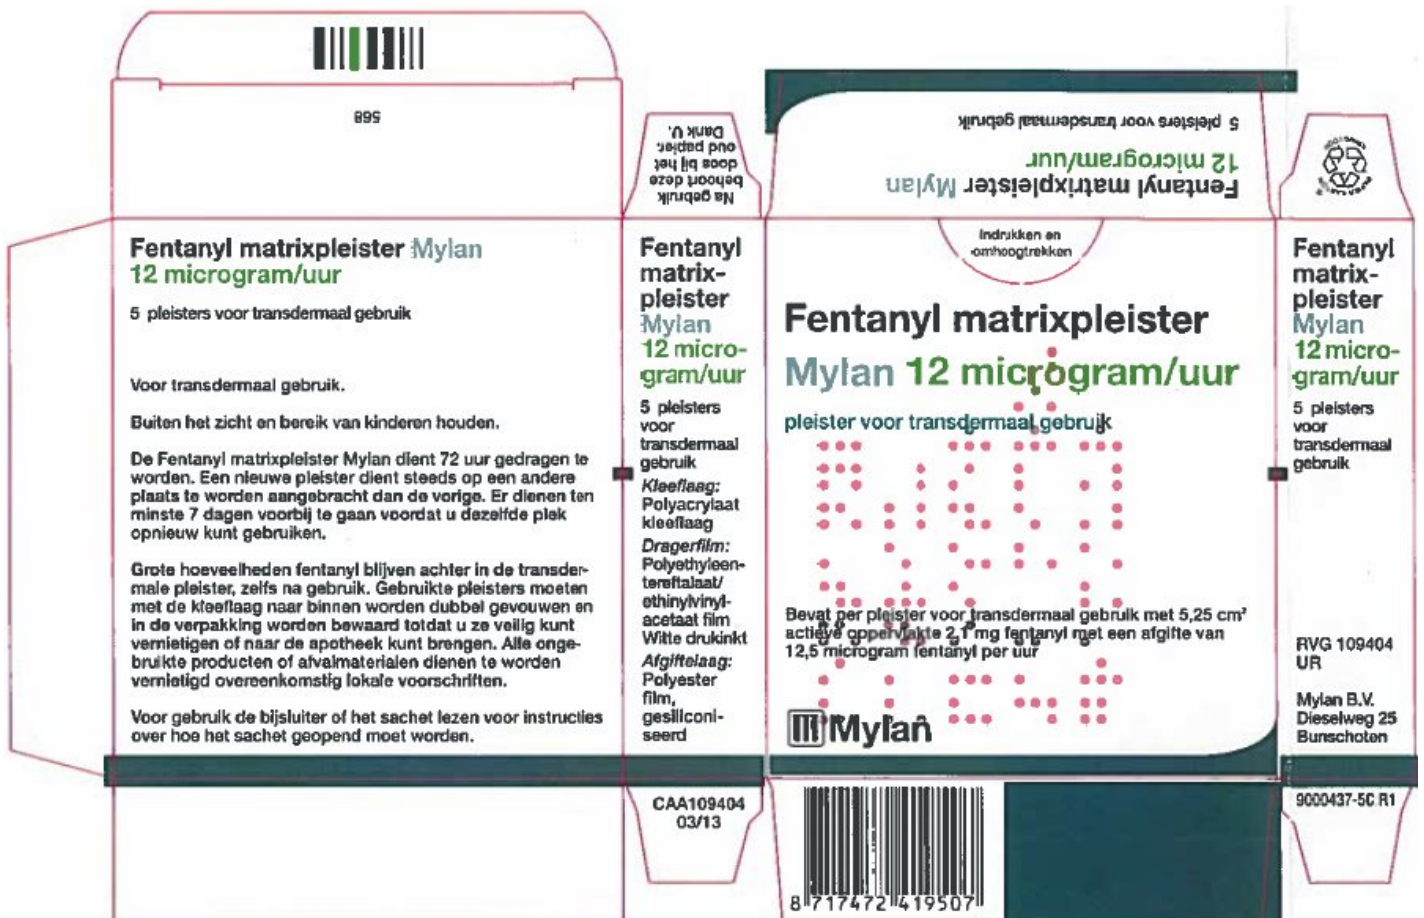 568
Fentanyl matrixpleister Mylan
12 microgram/uur
5 pleisters voor transdermaal gebruik
Voor transdermaal gebruik.
Buiten het zicht en bereik van kinderen houden.
De Fentanyl matrixpleister Mylan dient 72 uur gedragen te
worden. Een nieuwe pleister dient steeds op een andere
plaats te worden aangebracht dan de vorige. Er dienen ten
minste 7 dagen voorbij te gaan voordat u dezelfde plek
opnieuw kunt gebruiken.
Grote hoeveelheden fentanyl blijven achter in de transder-
male pleister, zelfs na gebruik. Gebruikte pleisters moeten
met de kleeflaag naar binnen worden dubbel gevouwen en
in de verpakking worden bewaard totdat u ze veilig kunt
vernietigen of naar de apotheek kunt brengen. Alle onge-
bruikte producten of afvalmaterialen dienen te worden
vernietigd overeenkomstig lokale voorschriften.
Voor gebruik de bijsluiter of het sachet lezen voor instructies
over hoe het sachet geopend moet worden.
Na gebruik
behoort deze
doos bij het
oud papier.
Dank U.
Fentanyl
matrix-
pleister
Mylan
12 micro-
gram/uur
5 pleisters
voor
transdermaal
gebruik
Kleeflaag:
Polyacrylaat
kleeflaag
Dragerfilm:
Polyethyleen-
tereftalaat/
ethinylvinyl-
acetaat film
Witte drukinkt
Afgiftelaag:
Polyester
film,
gesiliconi-
seerd
CAA109404
03/13
Fentanyl matrixpleister Mylan
12 microgram/uur
5 pleisters voor transdermaal gebruik
Indrukken en
omhoogtrekken
Fentanyl matrixpleister
Mylan 12 microgram/uur
pleister voor transdermaal gebruik
Bevat per pleister voor transdermaal gebruik met 5,25 cm²
actieve oppervlakte 2,1 mg fentanyl met een afgifte van
12,5 microgram fentanyl per uur
Mylan
8 717472 419507
Fentanyl
matrix-
pleister
Mylan
12 micro-
gram/uur
5 pleisters
voor
transdermaal
gebruik
RVG 109404
UR
Mylan B.V.
Dieselweg 25
Bunschoten
9000437-5C R1